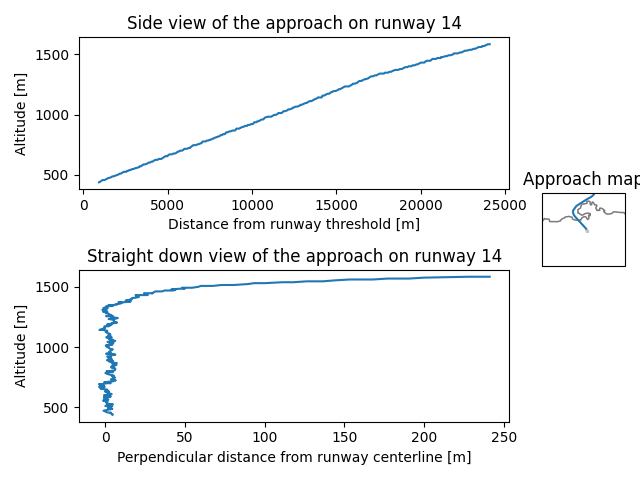 Side view of the approach on runway 14
1500
1000
500
Altitude [m]
0 5000 10000 15000 20000 25000
Distance from runway threshold [m]
Approach map
Straight down view of the approach on runway 14
1500
1000
500
Altitude [m]
0 50 100 150 200 250
Perpendicular distance from runway centerline [m]